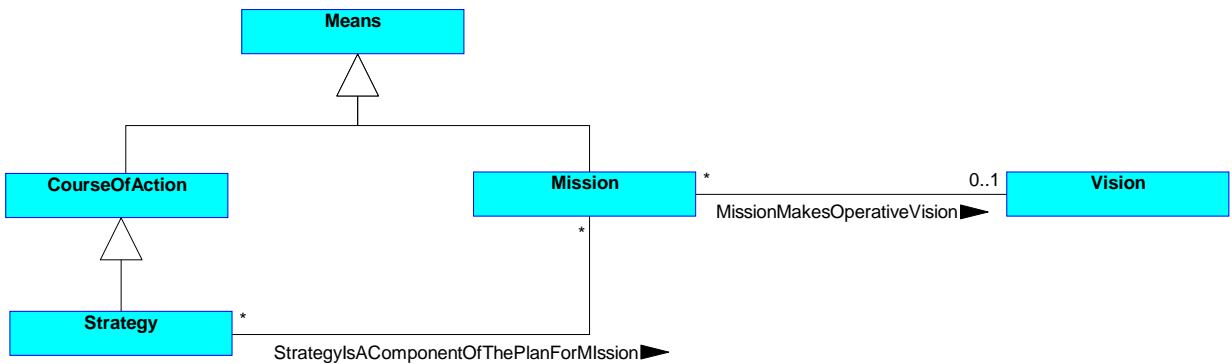 Means
CourseOfAction
Mission
*
0..1
Vision
MissionMakesOperativeVision
*
Strategy
*
StrategyIsAComponentOfThePlanForMIssion